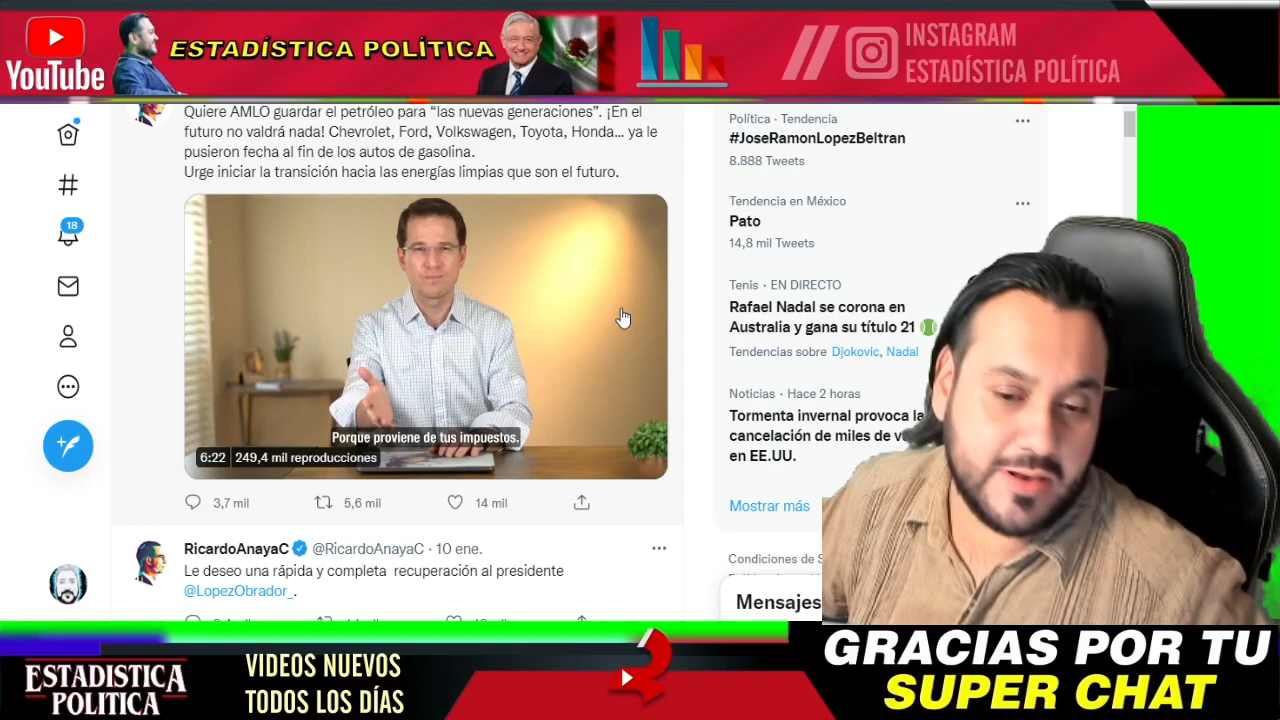 YouTube
ESTADÍSTICA POLÍTICA
INSTAGRAM
ESTADÍSTICA POLÍTICA
Quiere AMLO guardar el petróleo para “las nuevas generaciones”. ¡En el
futuro no valdrá nada! Chevrolet, Ford, Volkswagen, Toyota, Honda... ya le
pusieron fecha al fin de los autos de gasolina.
Urge iniciar la transición hacia las energías limpias que son el futuro.
18
Porque proviene de tus impuestos.
6:22 249,4 mil reproducciones
3,7 mil 5,6 mil 14 mil
RicardoAnayaC @RicardoAnayaC · 10 ene.
Le deseo una rápida y completa recuperación al presidente
@LopezObrador_.
Política · Tendencia
#JoseRamonLopezBeltran
8.888 Tweets
Tendencia en México
Pato
14,8 mil Tweets
Tenis · EN DIRECTO
Rafael Nadal se corona en
Australia y gana su título 21
Tendencias sobre Djokovic, Nadal
Noticias · Hace 2 horas
Tormenta invernal provoca la
cancelación de miles de
en EE.UU.
Mostrar más
Condiciones de
Mensajes
ESTADISTICA
POLITICA
VIDEOS NUEVOS
TODOS LOS DÍAS
GRACIAS POR TU
SUPER CHAT